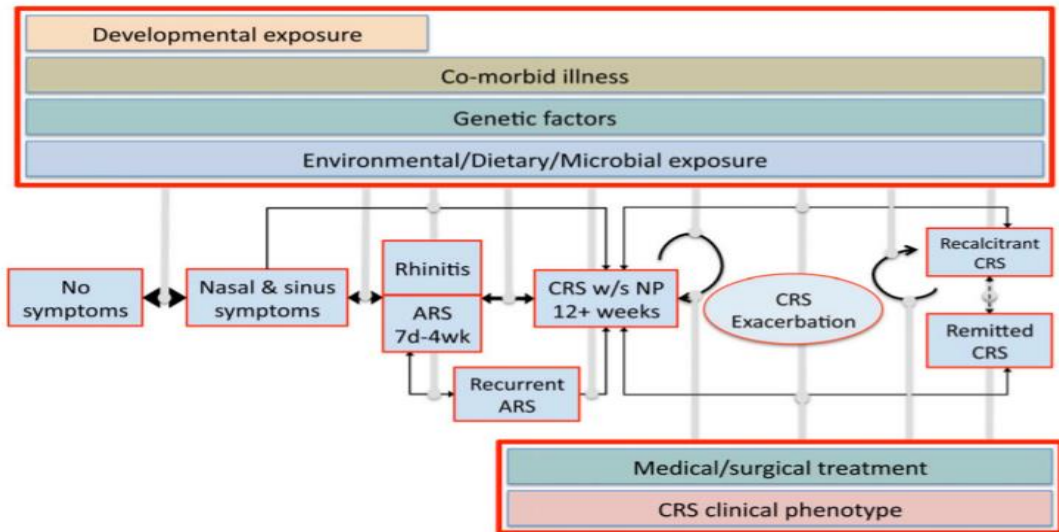 Developmental exposure
Co-morbid illness
Genetic factors
Environmental/Dietary/Microbial exposure
No
symptoms
Nasal & sinus
symptoms
Rhinitis
ARS
7d-4wk
Recurrent
ARS
CRS w/s NP
12+ weeks
CRS
Exacerbation
Recalcitrant
CRS
Remitted
CRS
Medical/surgical treatment
CRS clinical phenotype